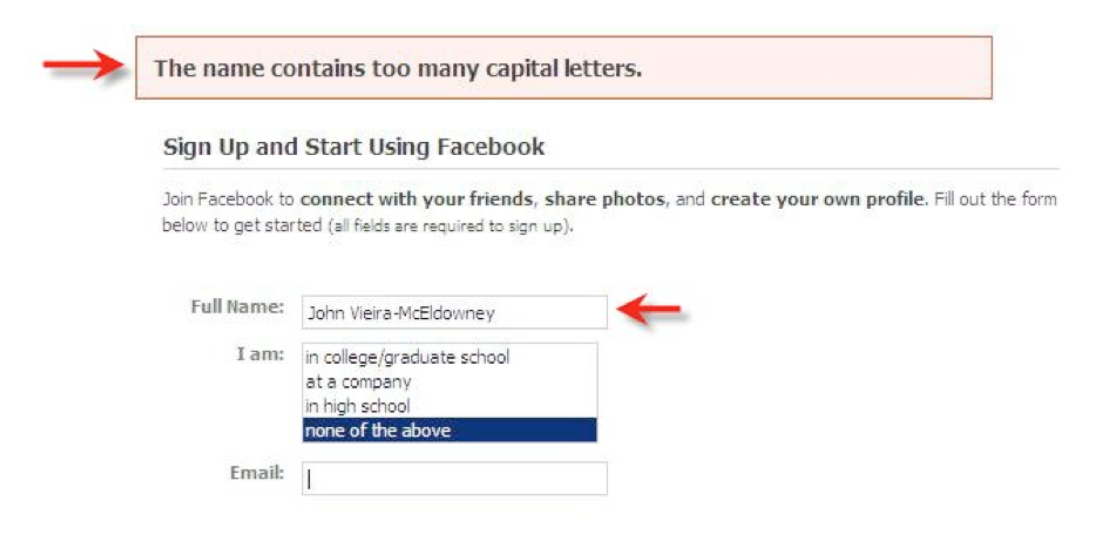 The name contains too many capital letters.
Sign Up and Start Using Facebook
Join Facebook to connect with your friends, share photos, and create your own profile. Fill out the form
below to get started (all fields are required to sign up).
Full Name: John Vieira-McEldowney
I am: in college/graduate school
at a company
in high school
none of the above
Email: